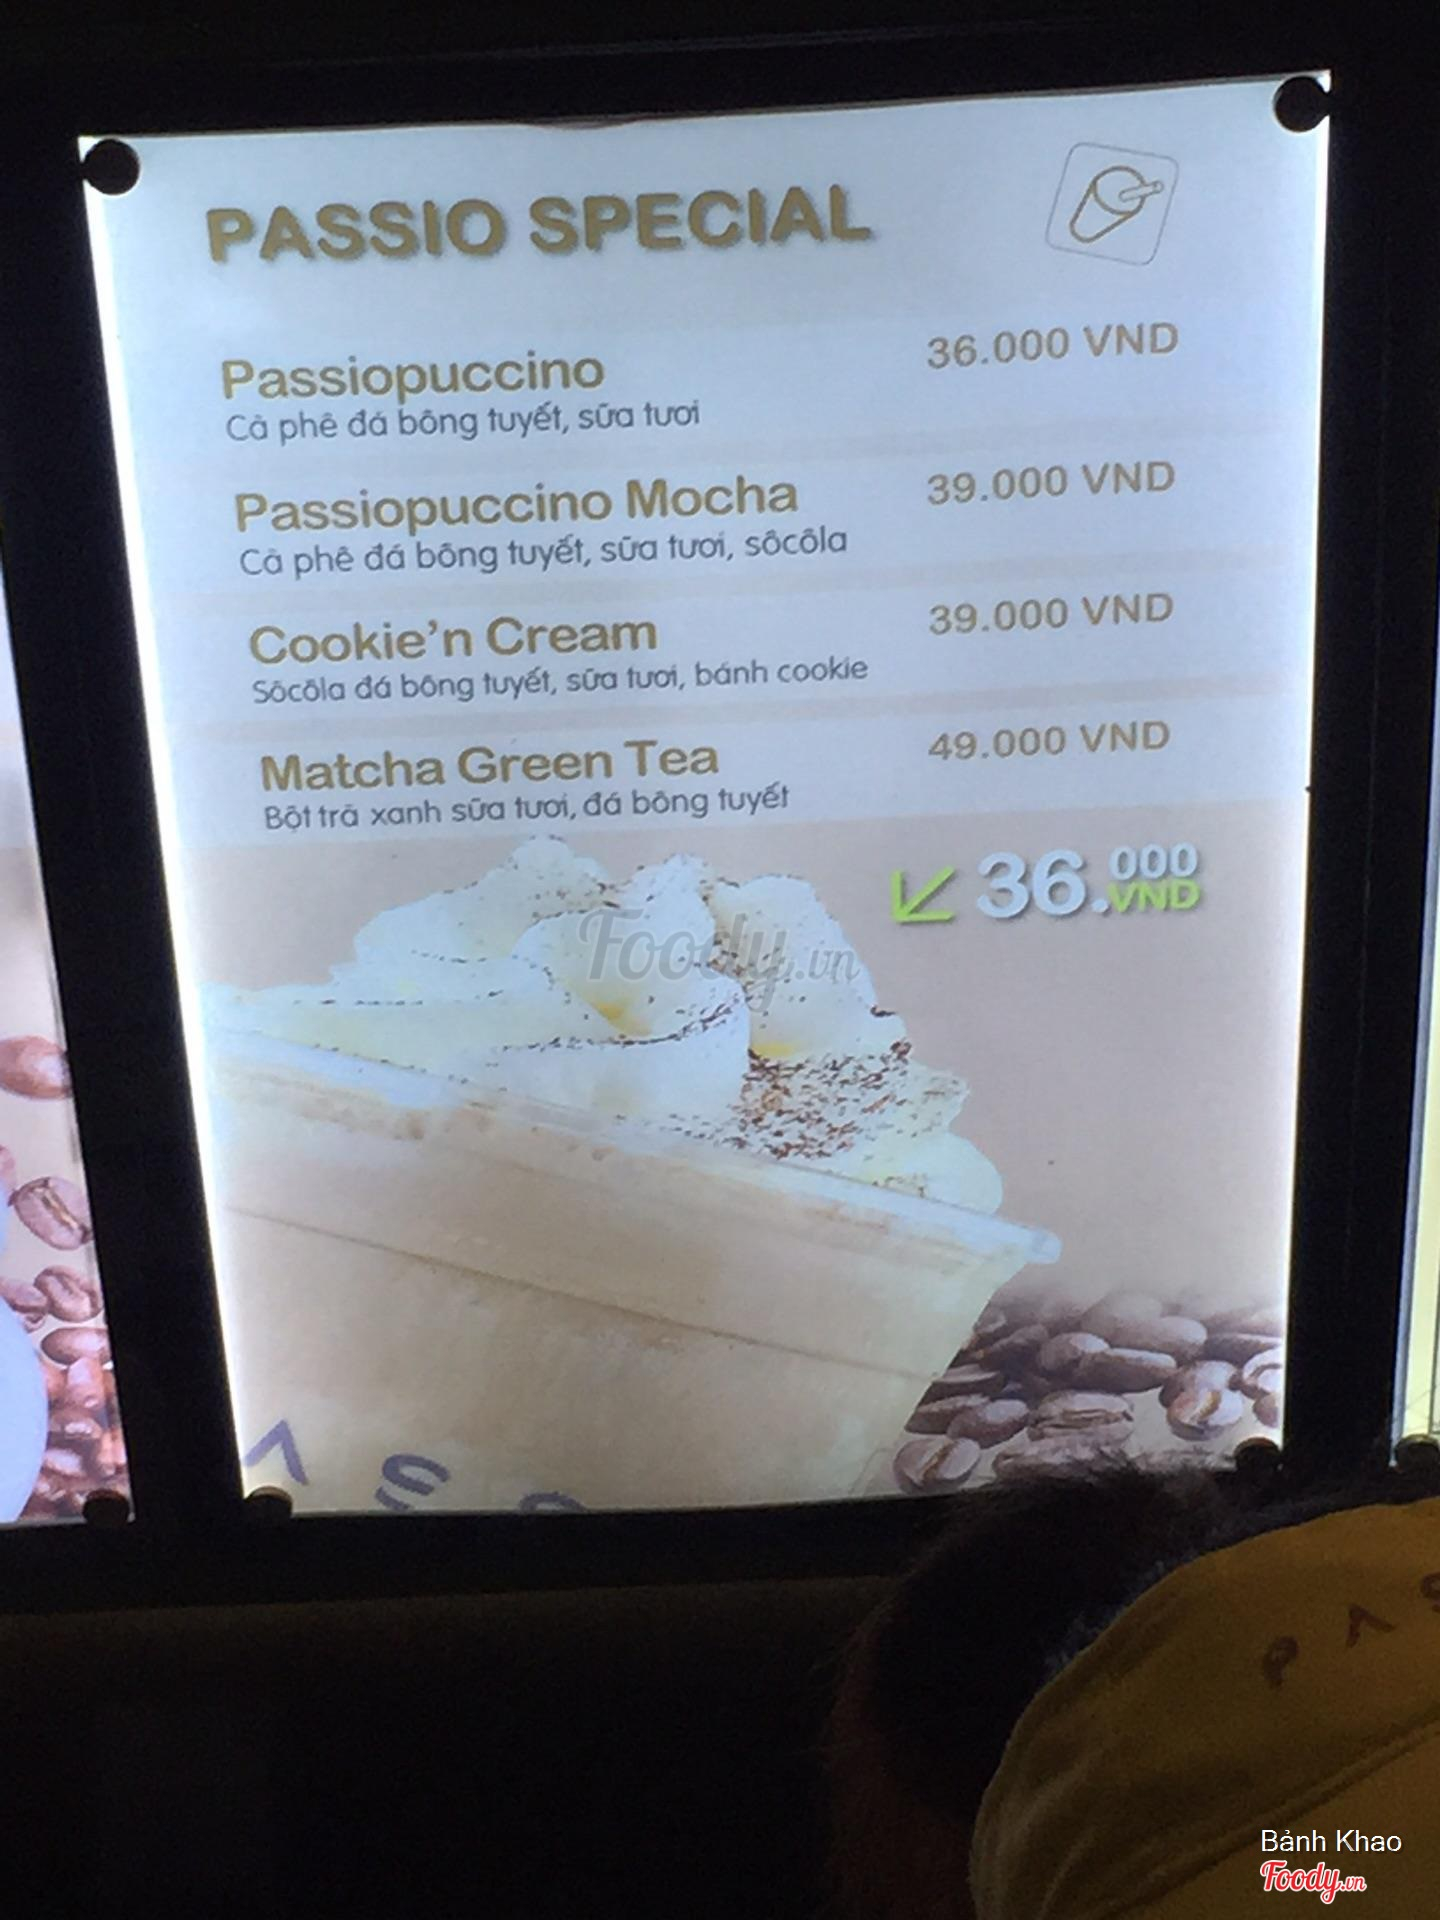 PASSIO SPECIAL
Passiopuccino 36.000 VND
Cà phê đá bông tuyết, sữa tươi
Passiopuccino Mocha 39.000 VND
Cà phê đá bông tuyết, sữa tươi, sôcôla
Cookie'n Cream 39.000 VND
Sôcôla đá bông tuyết, sữa tươi, bánh cookie
Matcha Green Tea 49.000 VND
Bột trà xanh sữa tươi, đá bông tuyết
36.000 VND
Foody.vn
Bảnh Khao
Foody.vn